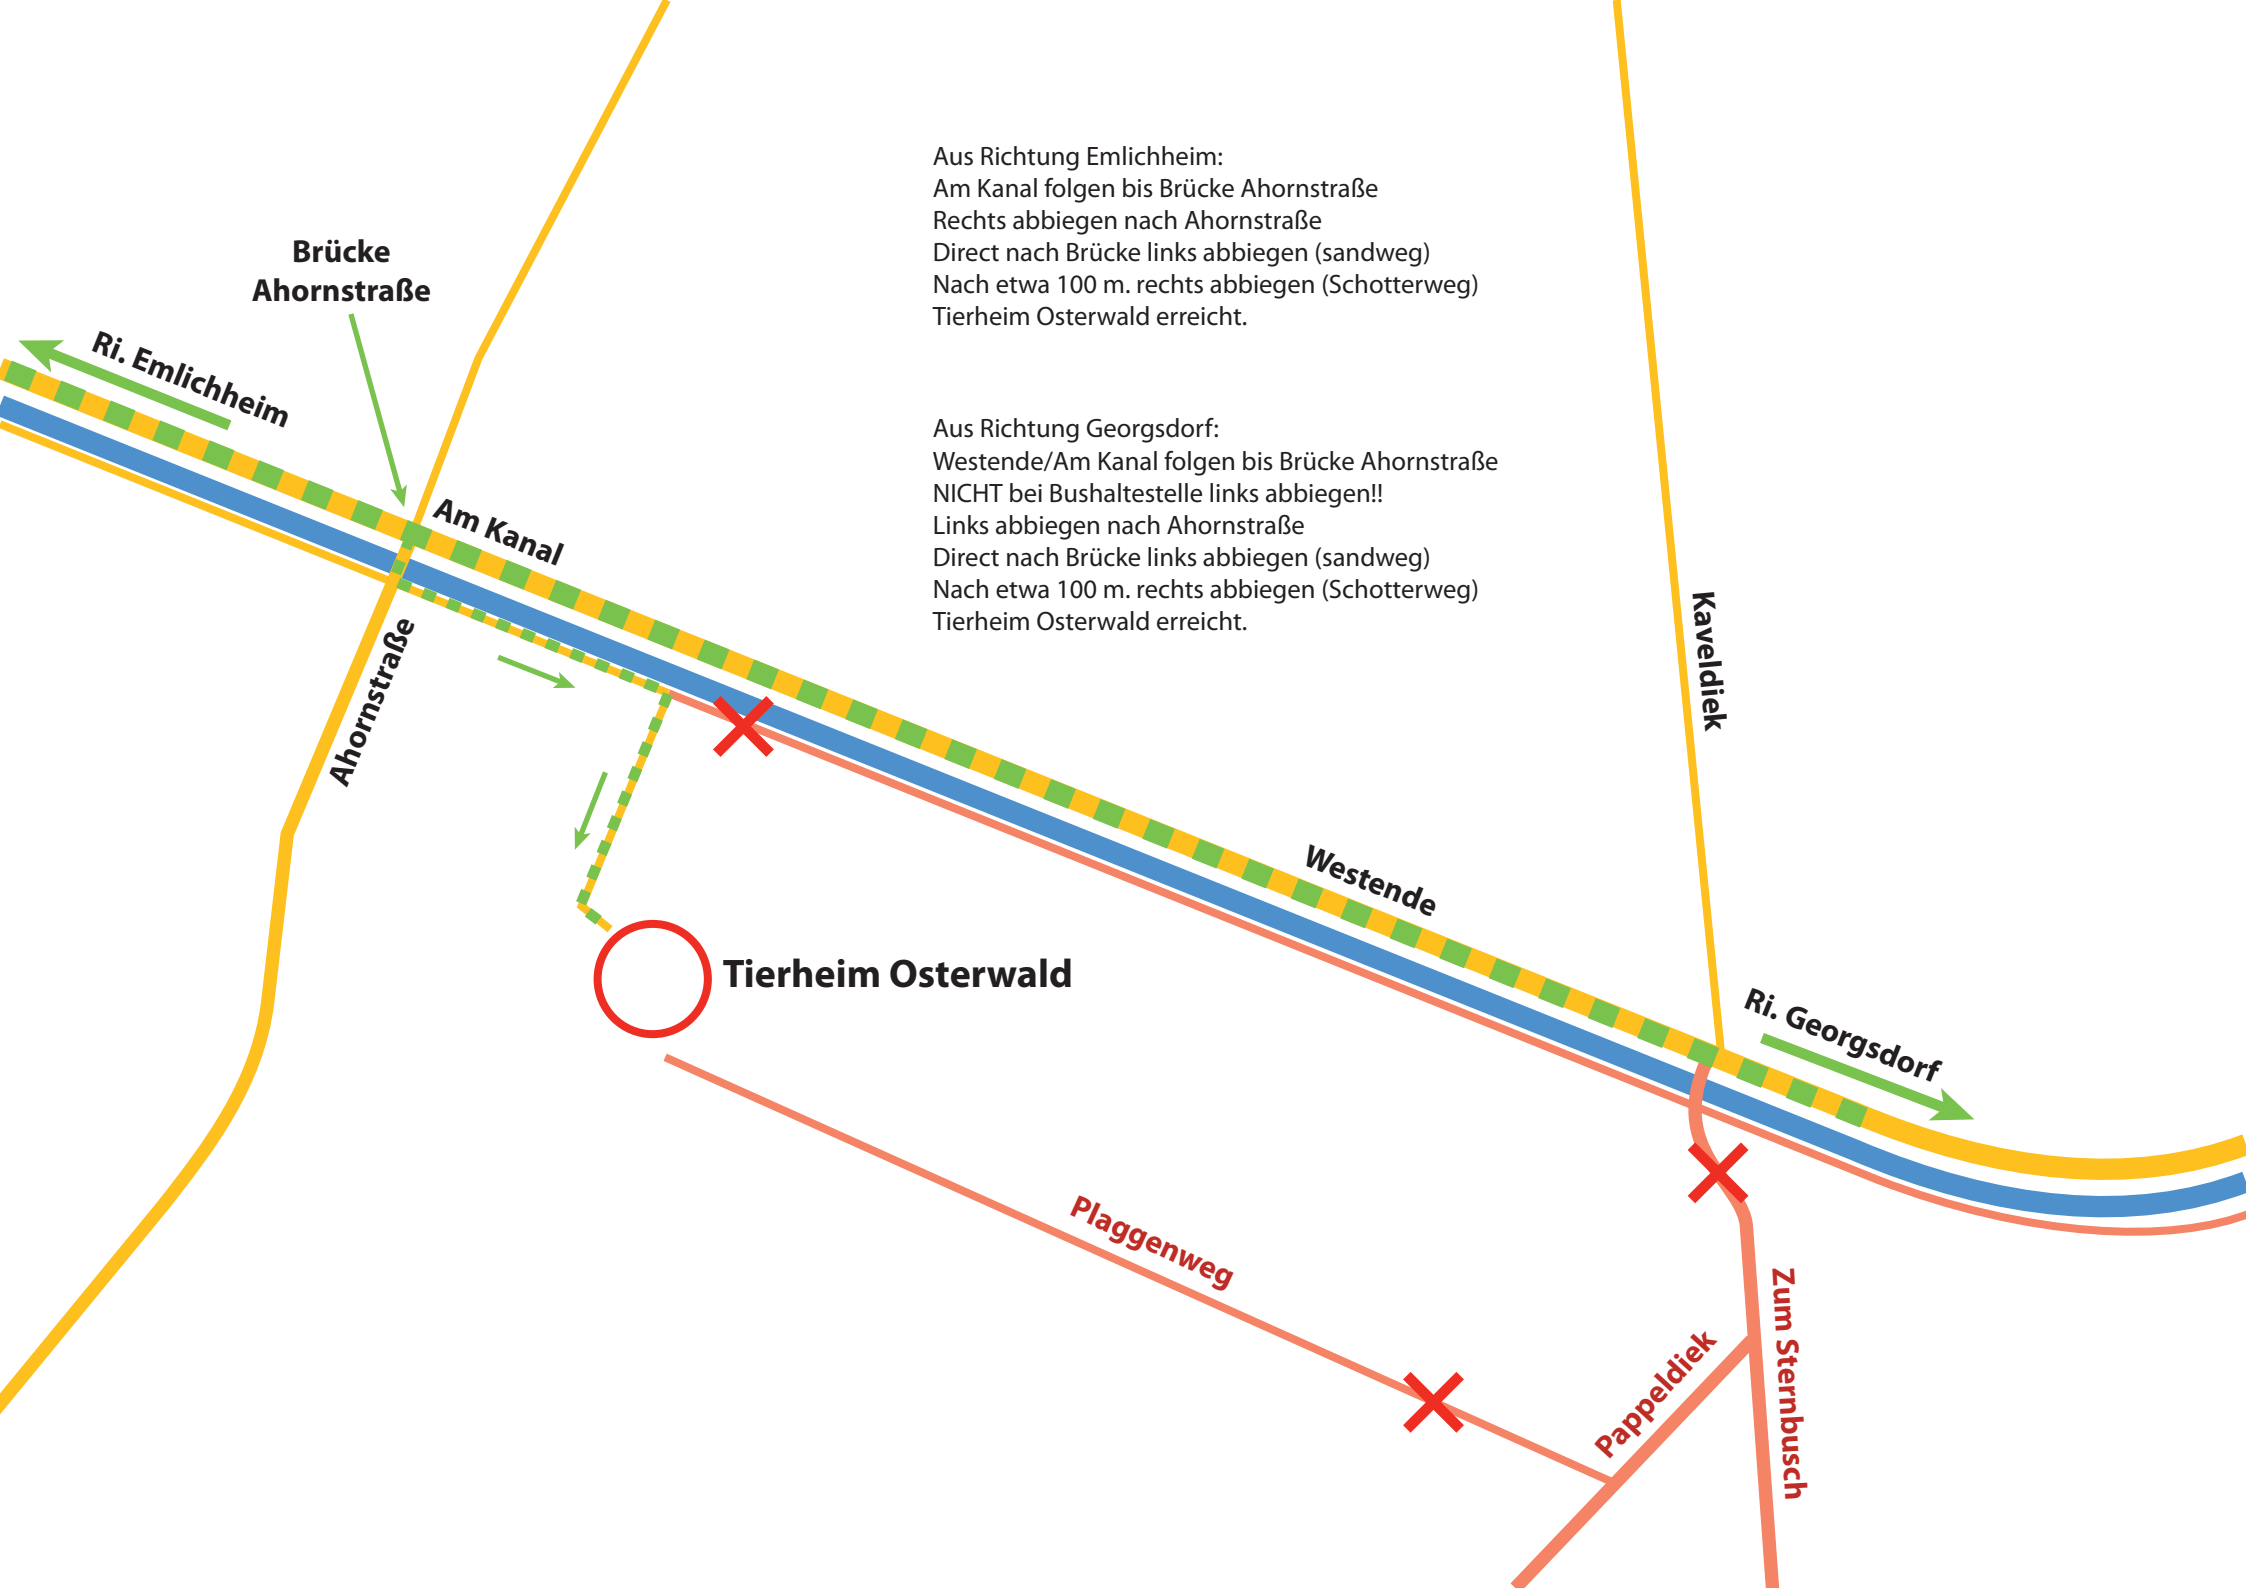 Aus Richtung Emlichheim:
Am Kanal folgen bis Brücke Ahornstraße
Rechts abbiegen nach Ahornstraße
Direct nach Brücke links abbiegen (sandweg)
Nach etwa 100 m. rechts abbiegen (Schotterweg)
Tierheim Osterwald erreicht.
Brücke
Ahornstraße
Ri. Emlichheim
Aus Richtung Georgsdorf:
Westende/Am Kanal folgen bis Brücke Ahornstraße
NICHT bei Bushaltestelle links abbiegen!!
Links abbiegen nach Ahornstraße
Direct nach Brücke links abbiegen (sandweg)
Nach etwa 100 m. rechts abbiegen (Schotterweg)
Tierheim Osterwald erreicht.
Am Kanal
Kaveldiek
Ahornstraße
Westende
Tierheim Osterwald
Ri. Georgsdorf
Plaggenweg
Pappeldiek
Zum Sternbusch